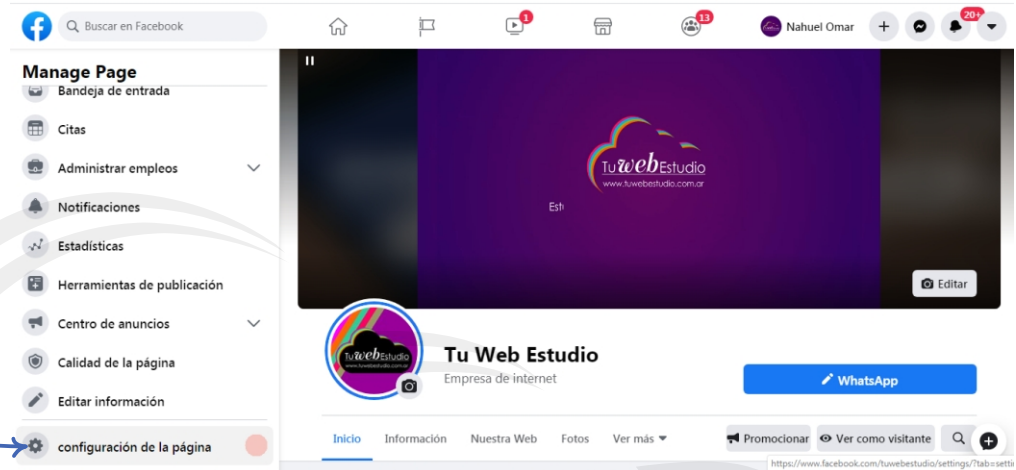 Buscar en Facebook
1
13
Nahuel Omar
20+
Manage Page
Bandeja de entrada
Citas
Administrar empleos
Notificaciones
Estadísticas
Herramientas de publicación
Centro de anuncios
Calidad de la página
Editar información
configuración de la página
Tu web Estudio
www.tuwebestudio.com.ar
Est
Editar
Tu web Estudio
www.tuwebestudio.com.ar
Tu Web Estudio
Empresa de internet
WhatsApp
Inicio Información Nuestra Web Fotos Ver más Promocionar Ver como visitante
https://www.facebook.com/tuwebestudio/settings/?tab=setti